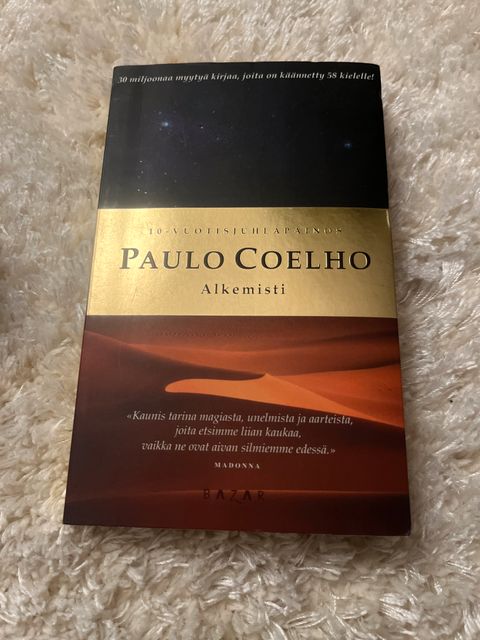 30 miljoonaa myytyä kirjaa, joita on käännetty 58 kielelle!
10-VUOTISJUHLAPAINOS
PAULO COELHO
Alkemisti
«Kaunis tarina magiasta, unelmista ja aarteista,
joita etsimme liian kaukaa,
vaikka ne ovat aivan silmiemme edessä.»
MADONNA
BAZAR